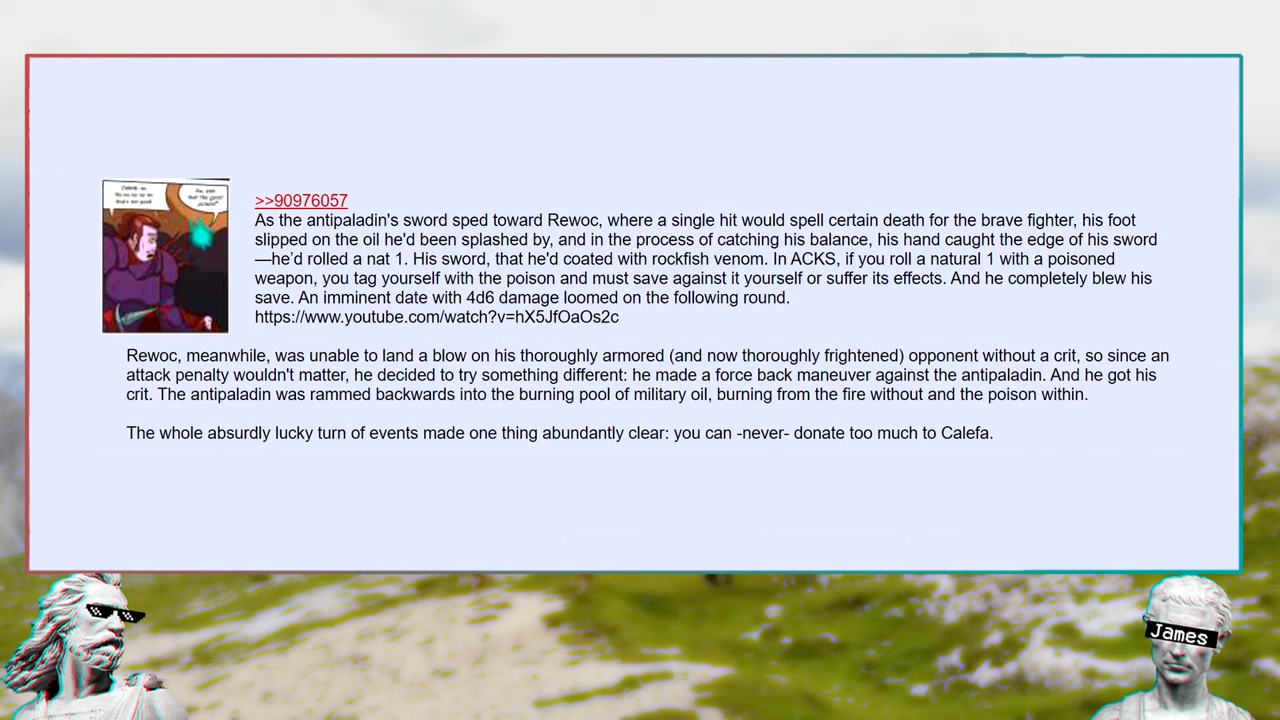 >>90976057
As the antipaladin's sword sped toward Rewoc, where a single hit would spell certain death for the brave fighter, his foot
slipped on the oil he'd been splashed by, and in the process of catching his balance, his hand caught the edge of his sword
—he’d rolled a nat 1. His sword, that he'd coated with rockfish venom. In ACKS, if you roll a natural 1 with a poisoned
weapon, you tag yourself with the poison and must save against it yourself or suffer its effects. And he completely blew his
save. An imminent date with 4d6 damage loomed on the following round.
https://www.youtube.com/watch?v=hX5JfOaOs2c
Rewoc, meanwhile, was unable to land a blow on his thoroughly armored (and now thoroughly frightened) opponent without a crit, so since an
attack penalty wouldn't matter, he decided to try something different: he made a force back maneuver against the antipaladin. And he got his
crit. The antipaladin was rammed backwards into the burning pool of military oil, burning from the fire without and the poison within.
The whole absurdly lucky turn of events made one thing abundantly clear: you can -never- donate too much to Calefa.
James